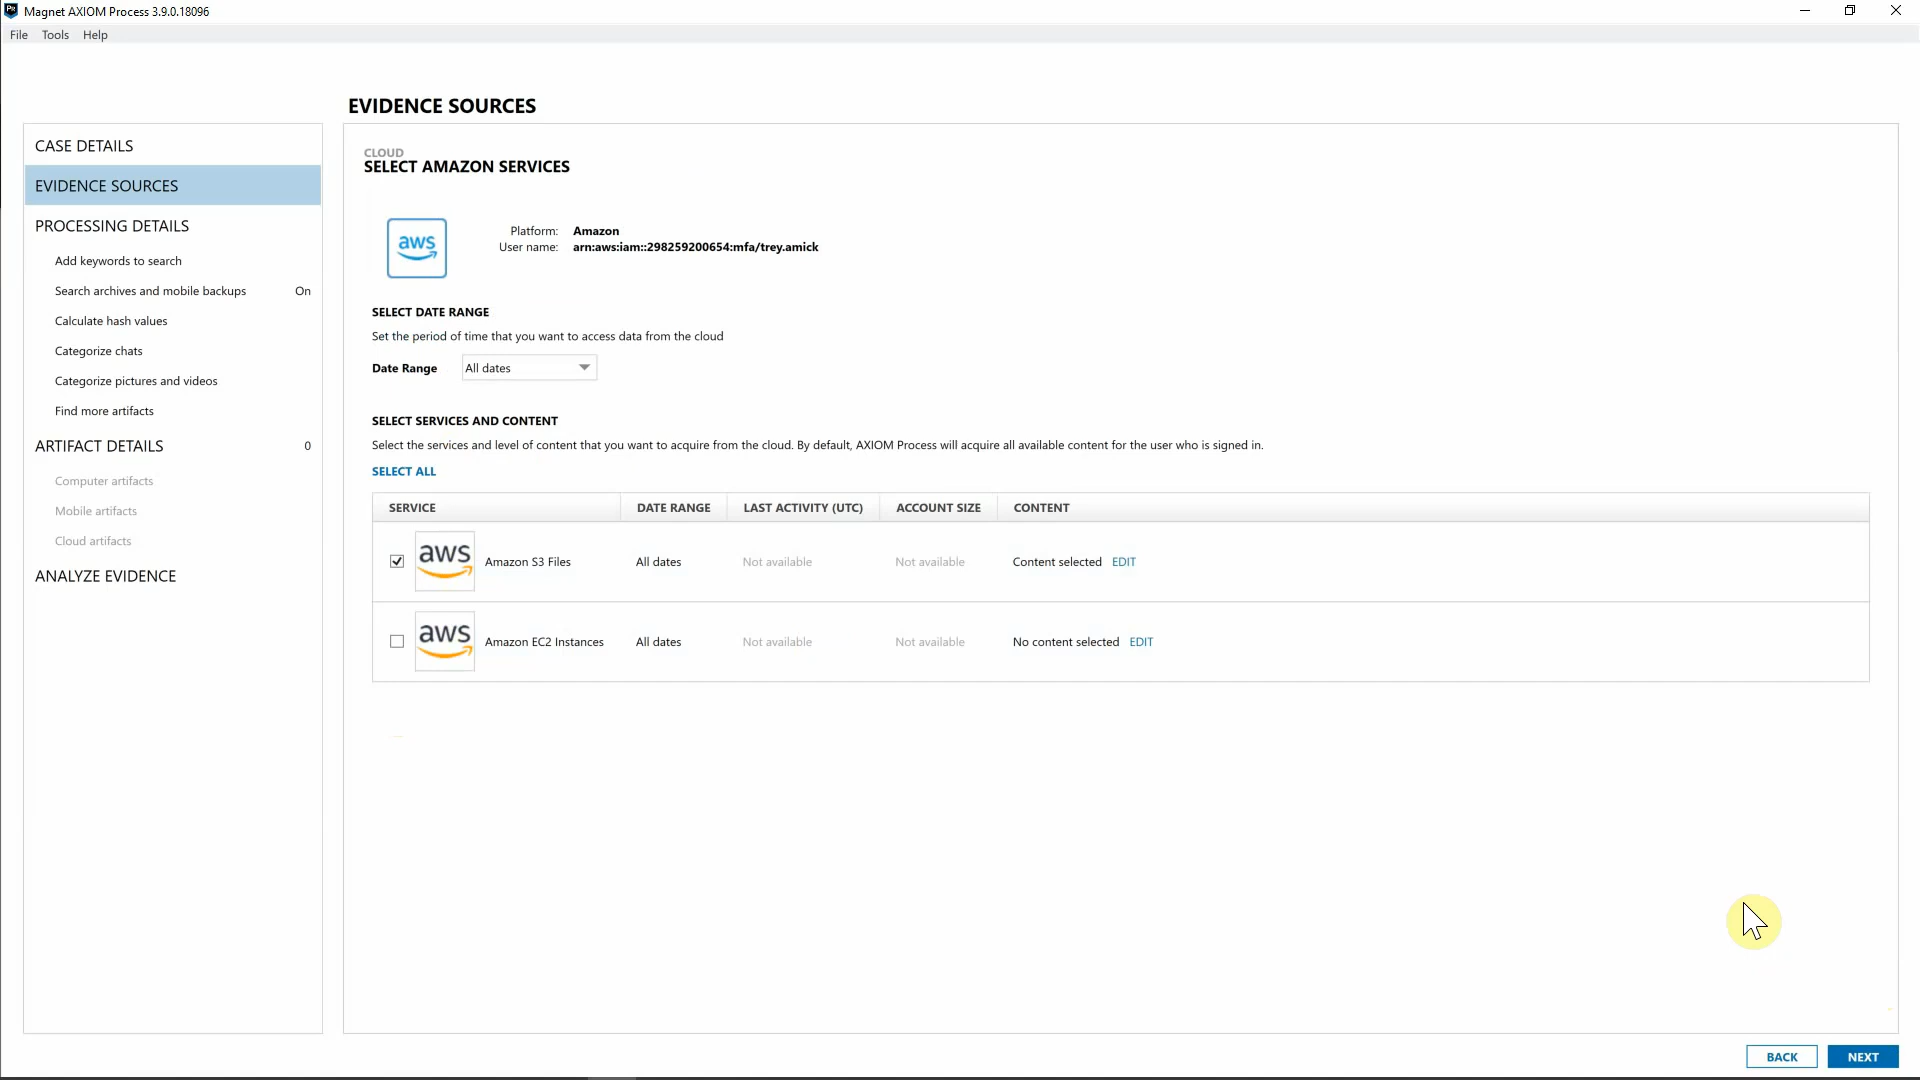 Magnet AXIOM Process 3.9.0.18096
File Tools Help
EVIDENCE SOURCES
CASE DETAILS
EVIDENCE SOURCES
PROCESSING DETAILS
Add keywords to search
Search archives and mobile backups On
Calculate hash values
Categorize chats
Categorize pictures and videos
Find more artifacts
ARTIFACT DETAILS 0
Computer artifacts
Mobile artifacts
Cloud artifacts
ANALYZE EVIDENCE
CLOUD
SELECT AMAZON SERVICES
aws
Platform: Amazon
User name: arn:aws:iam::298259200654:mfa/trey.amick
SELECT DATE RANGE
Set the period of time that you want to access data from the cloud
Date Range All dates
SELECT SERVICES AND CONTENT
Select the services and level of content that you want to acquire from the cloud. By default, AXIOM Process will acquire all available content for the user who is signed in.
SELECT ALL
SERVICE DATE RANGE LAST ACTIVITY (UTC) ACCOUNT SIZE CONTENT
aws Amazon S3 Files All dates Not available Not available Content selected EDIT
aws Amazon EC2 Instances All dates Not available Not available No content selected EDIT
BACK NEXT